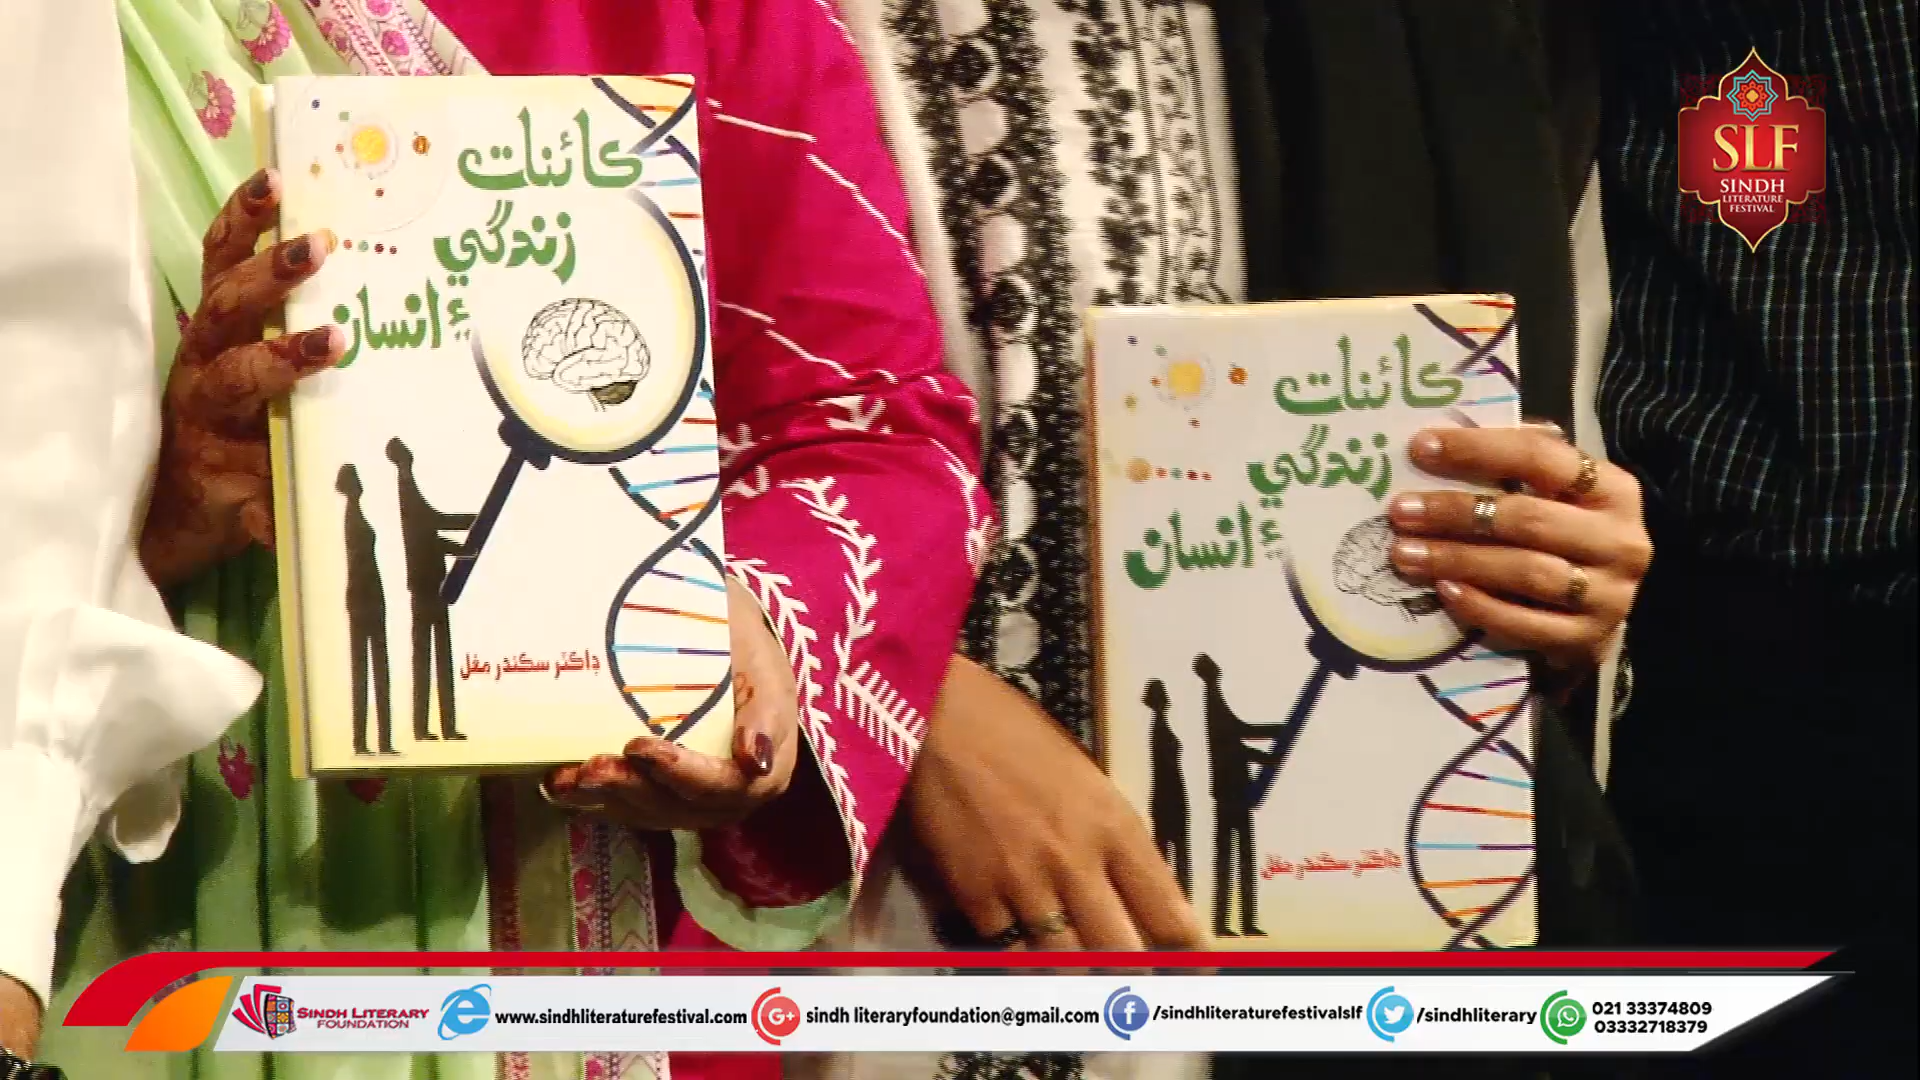 ڪائنات
زندگي
۽ انسان
ڊاڪٽر سڪندر مغل
ڪائنات
زندگي
۽ انسان
ڊاڪٽر سڪندر مغل
SLF
SINDH
LITERATURE
FESTIVAL
SINDH LITERARY
FOUNDATION
www.sindhliteraturefestival.com
G+
sindh literaryfoundation@gmail.com
/sindhliteraturefestivalslf
/sindhliterary
021 33374809
03332718379